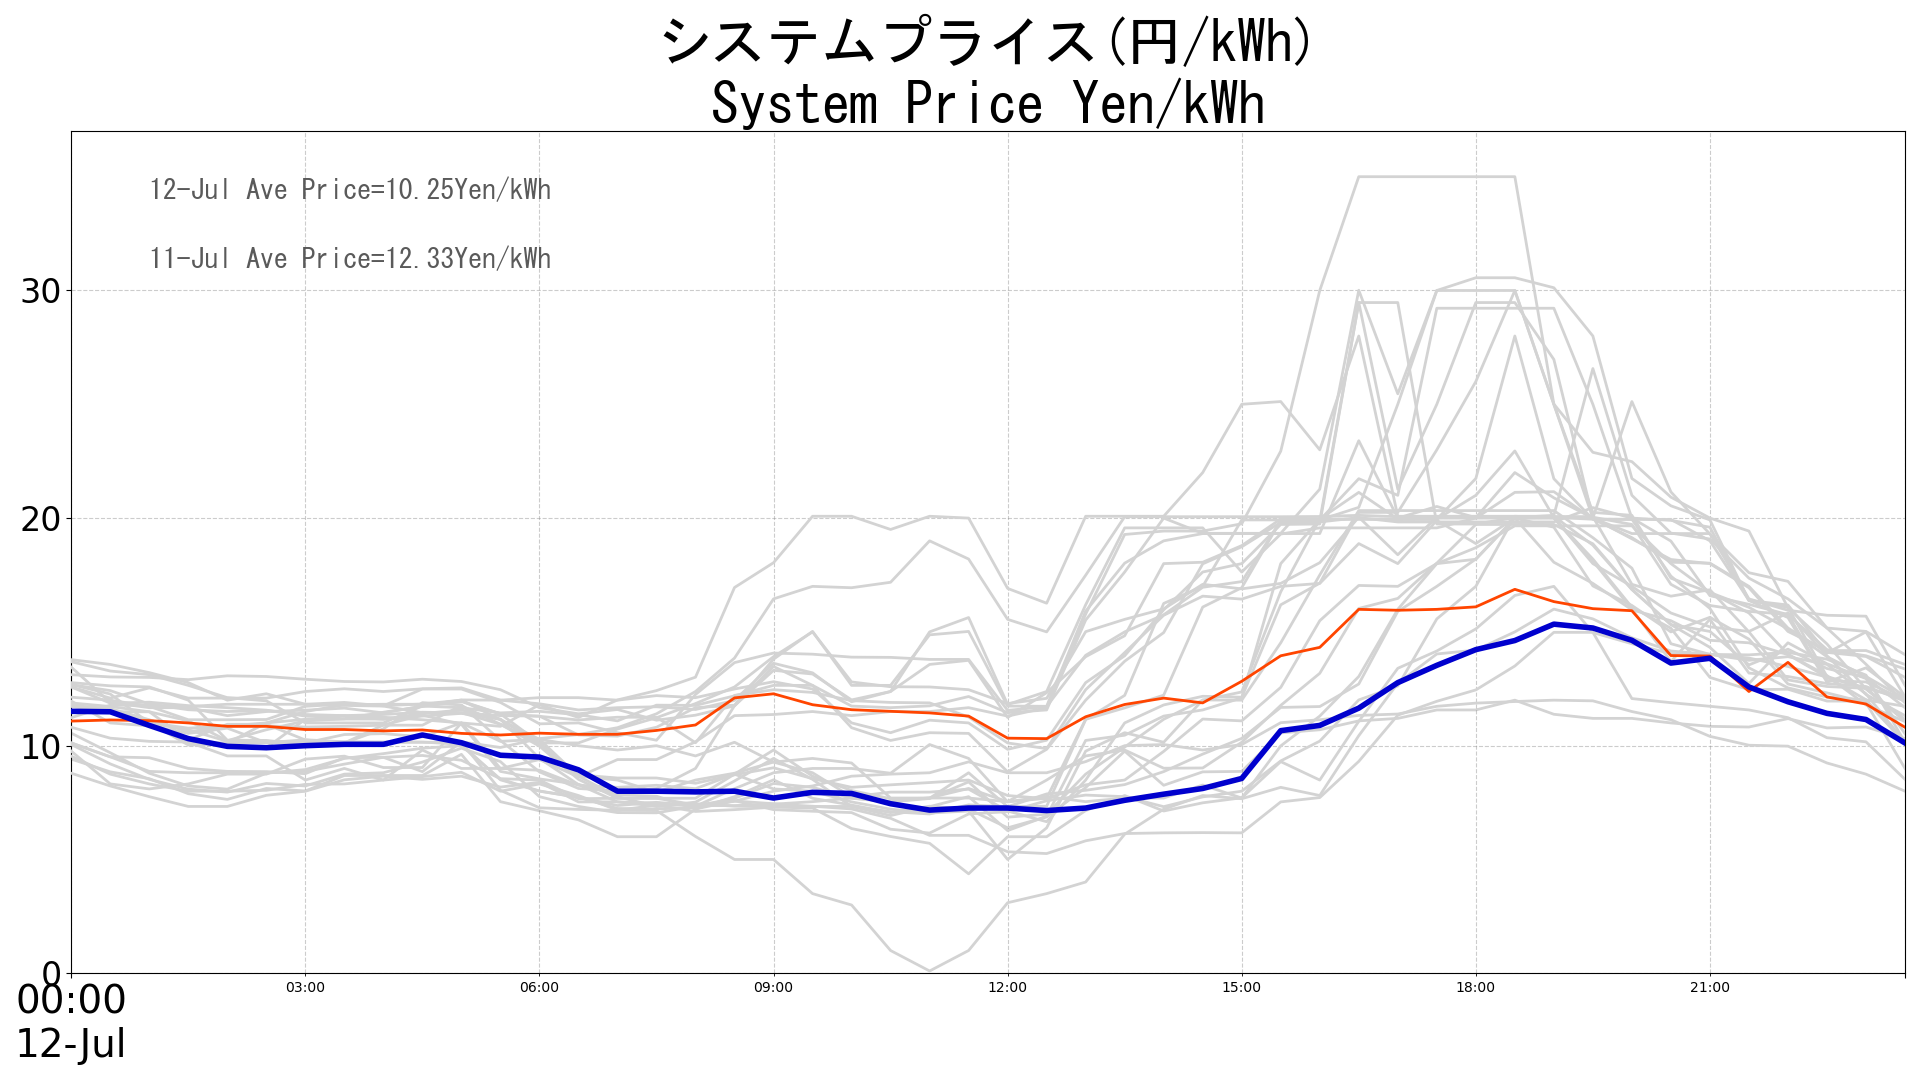 システムプライス(円/kWh)
System Price Yen/kWh
12-Jul Ave Price=10.25Yen/kWh
11-Jul Ave Price=12.33Yen/kWh
30
20
10
0
00:00 03:00 06:00 09:00 12:00 15:00 18:00 21:00
12-Jul